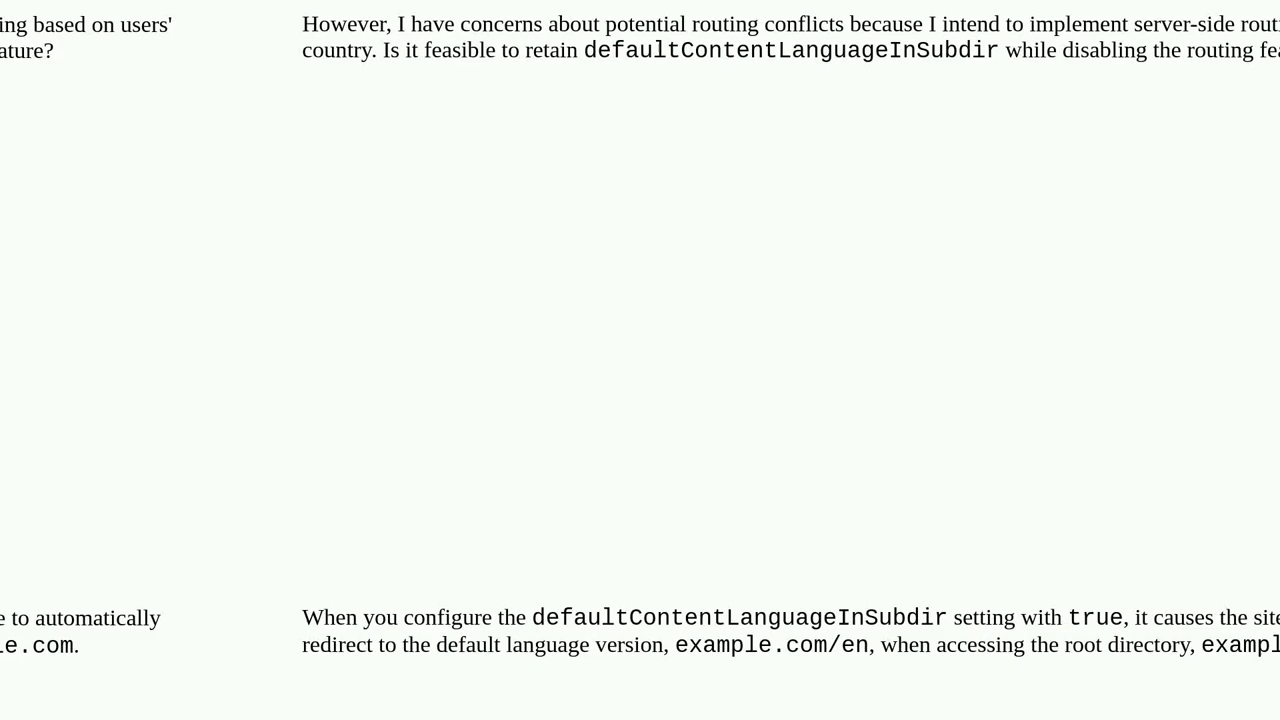 ing based on users'
ature?
However, I have concerns about potential routing conflicts because I intend to implement server-side routi
country. Is it feasible to retain defaultContentLanguageInSubdir while disabling the routing fea
e to automatically
le.com.
When you configure the defaultContentLanguageInSubdir setting with true, it causes the site
redirect to the default language version, example.com/en, when accessing the root directory, exampl